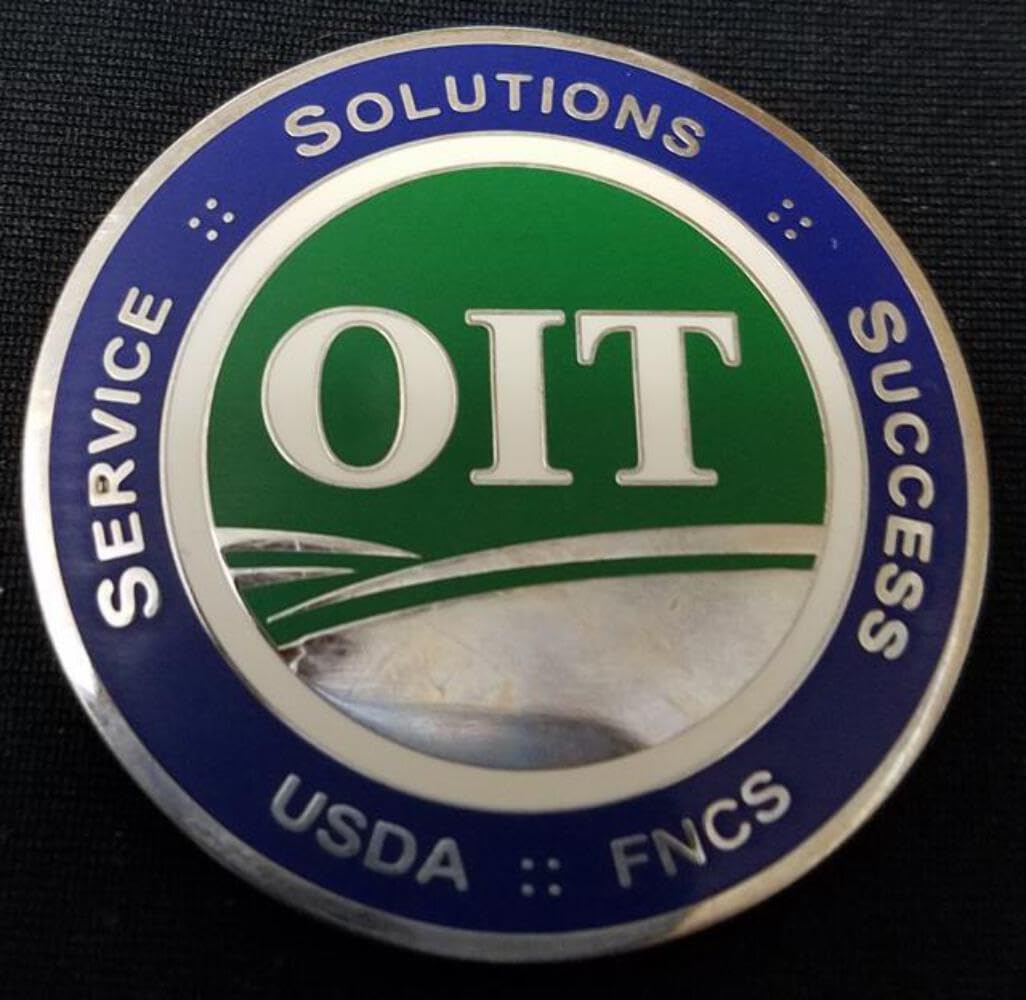 SERVICE :: SOLUTIONS :: SUCCESS
OIT
USDA :: FNCS